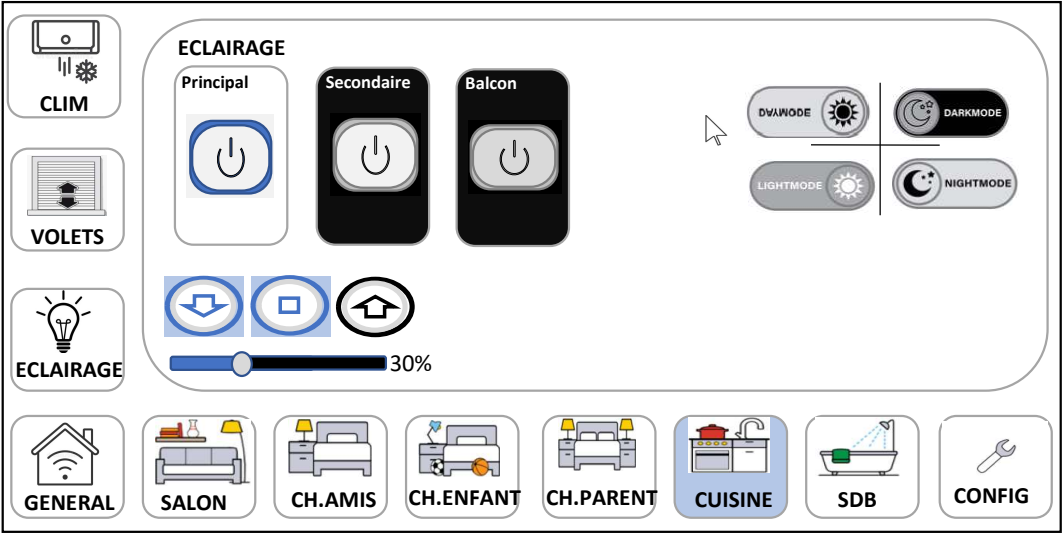 CLIM
VOLETS
ECLAIRAGE
ECLAIRAGE
Principal
Secondaire
Balcon
DAYMODE
DARKMODE
LIGHTMODE
NIGHTMODE
30%
GENERAL
SALON
CH.AMIS
CH.ENFANT
CH.PARENT
CUISINE
SDB
CONFIG